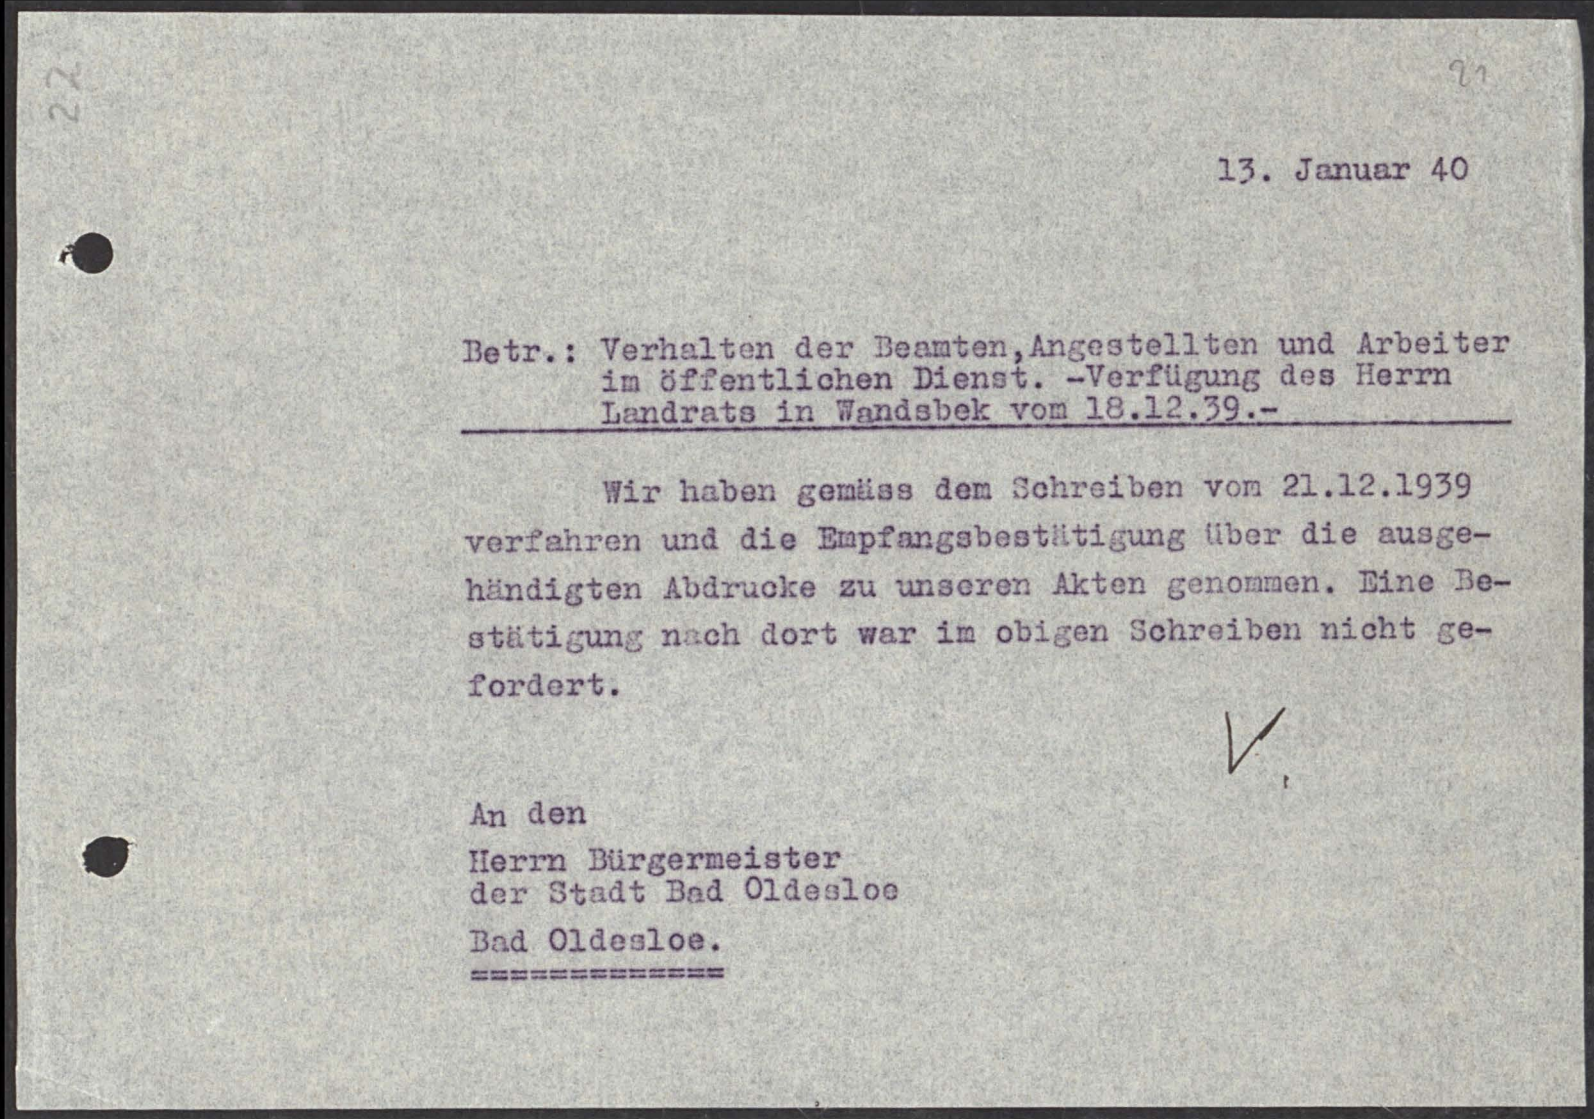 22
21
13. Januar 40
Betr.: Verhalten der Beamten,Angestellten und Arbeiter
im öffentlichen Dienst. -Verfügung des Herrn
Landrats in Wandsbek vom 18.12.39.-
Wir haben gemäss dem Schreiben vom 21.12.1939
verfahren und die Empfangsbestätigung über die ausge-
händigten Abdrucke zu unseren Akten genommen. Eine Be-
stätigung nach dort war im obigen Schreiben nicht ge-
fordert.
V.
An den
Herrn Bürgermeister
der Stadt Bad Oldesloe
Bad Oldesloe.
=============